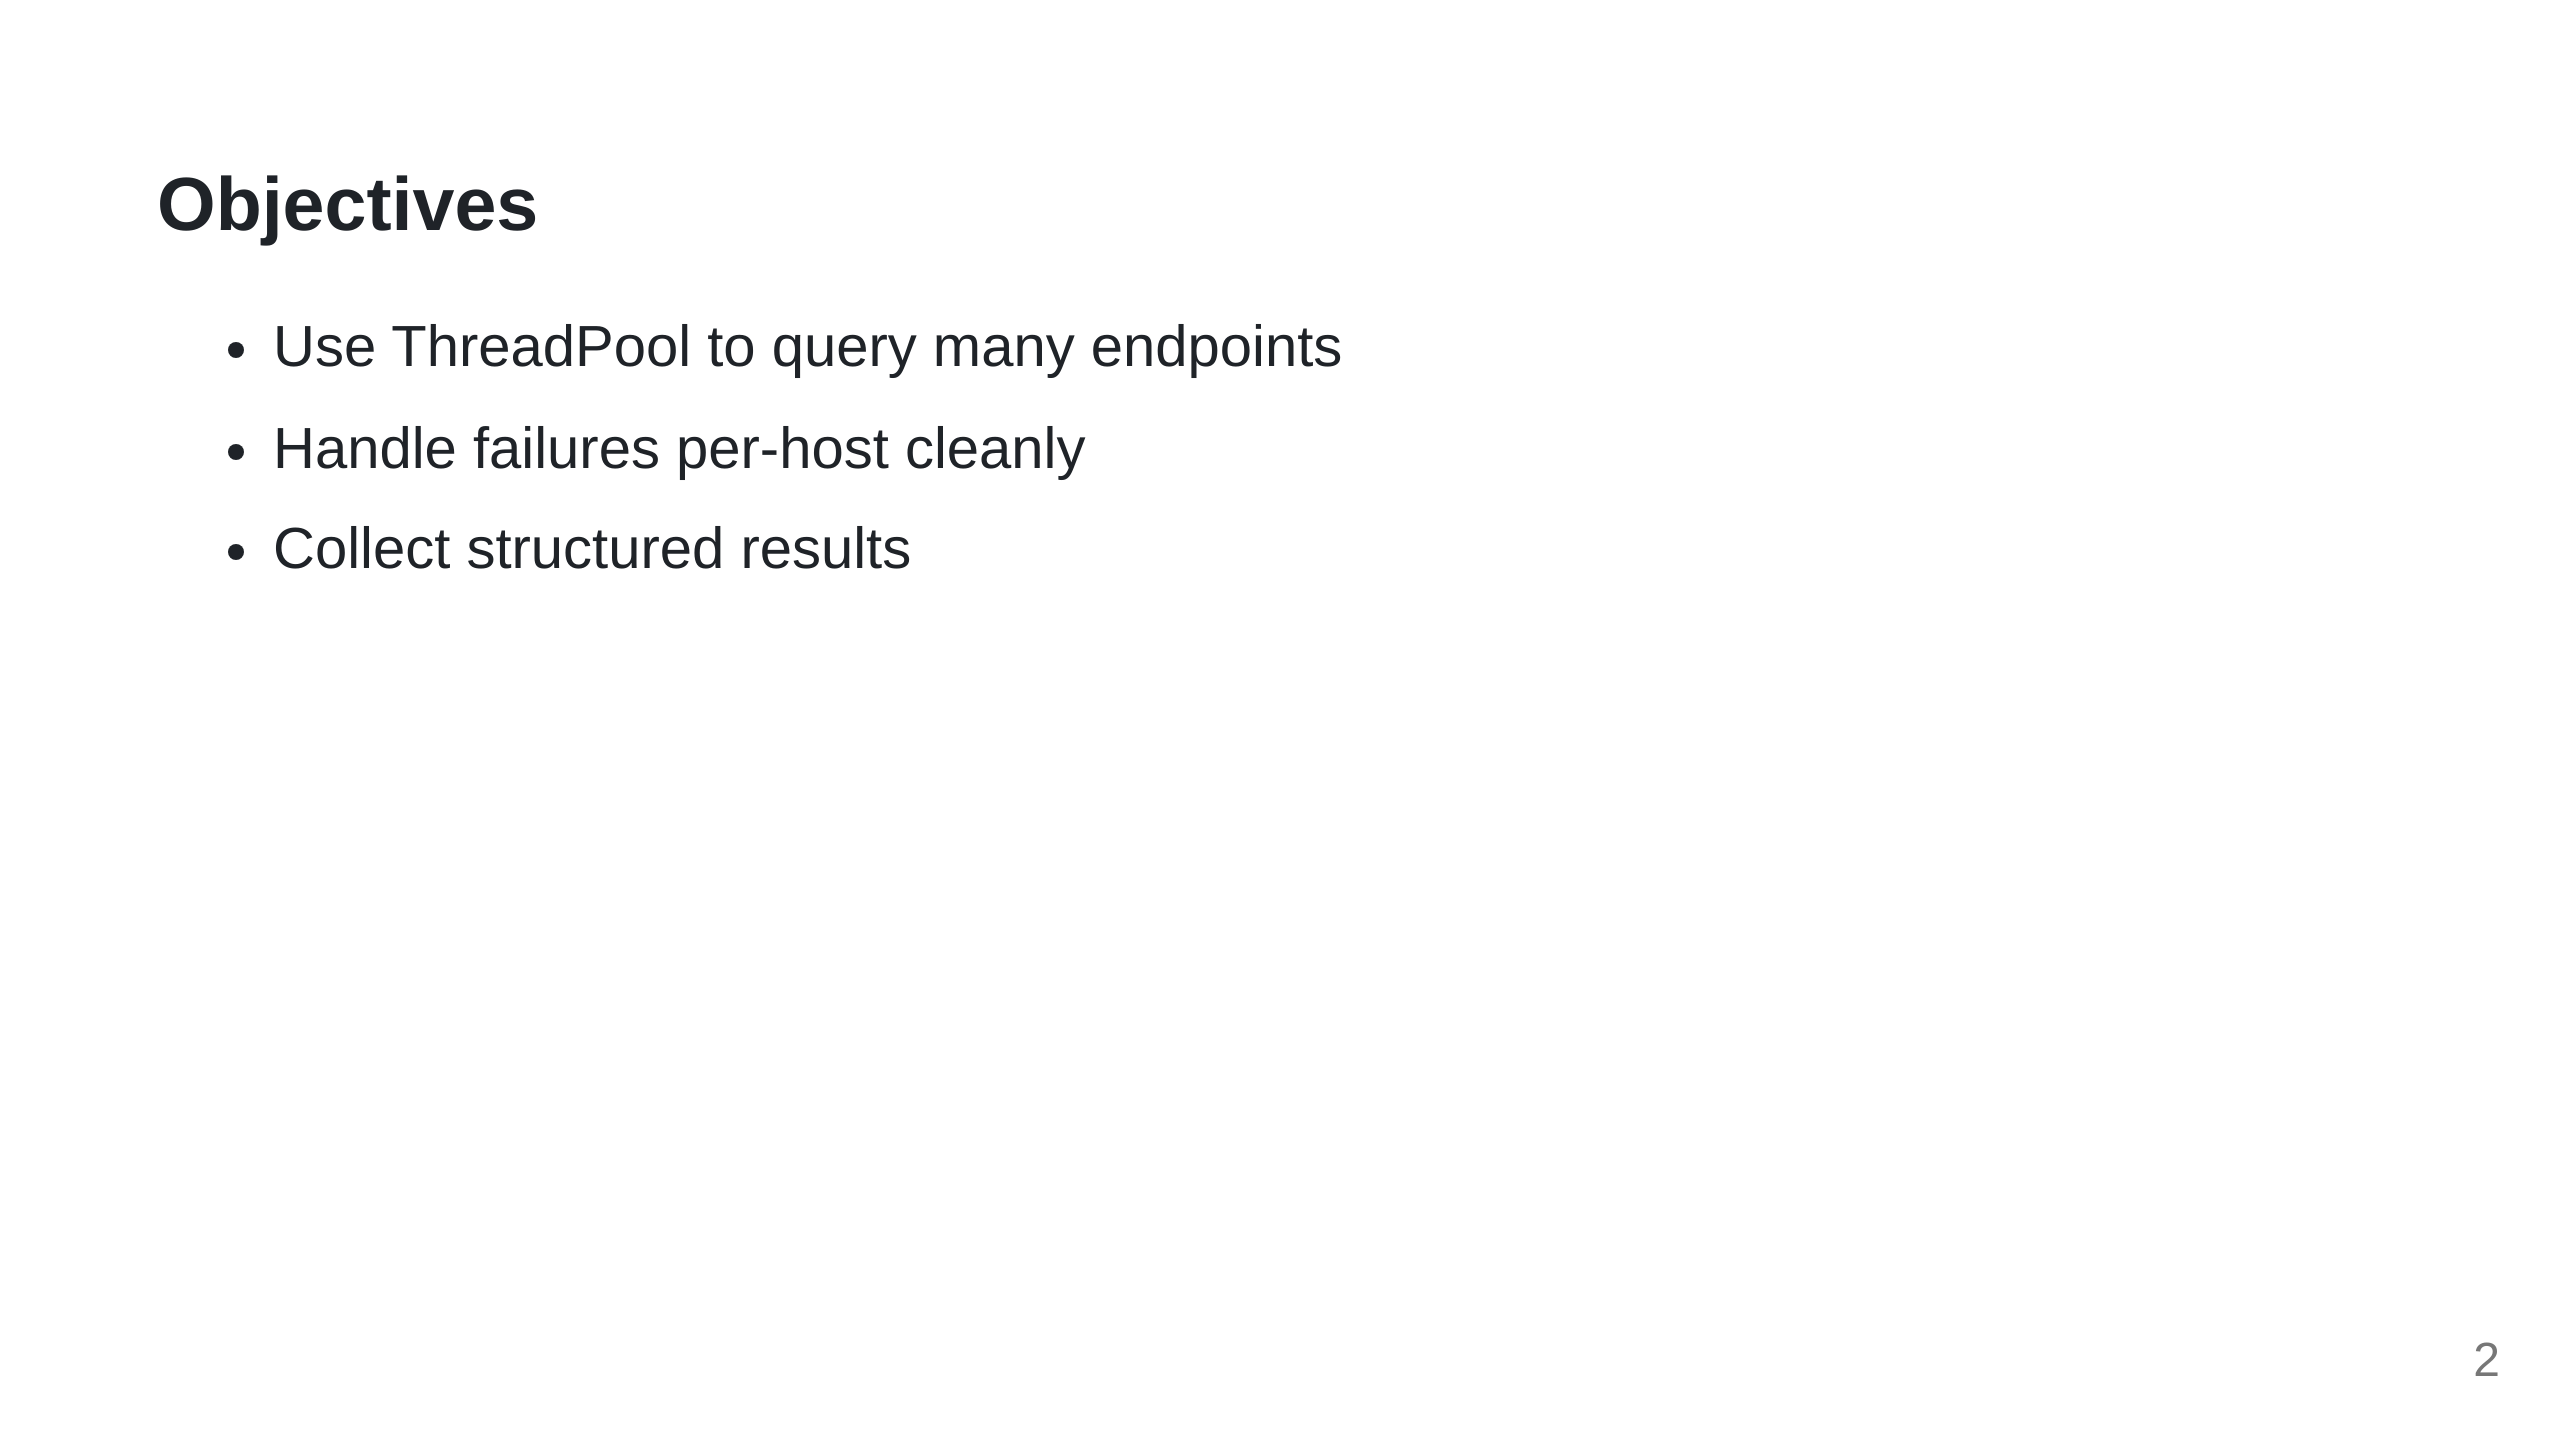 Objectives
• Use ThreadPool to query many endpoints
• Handle failures per-host cleanly
• Collect structured results
2